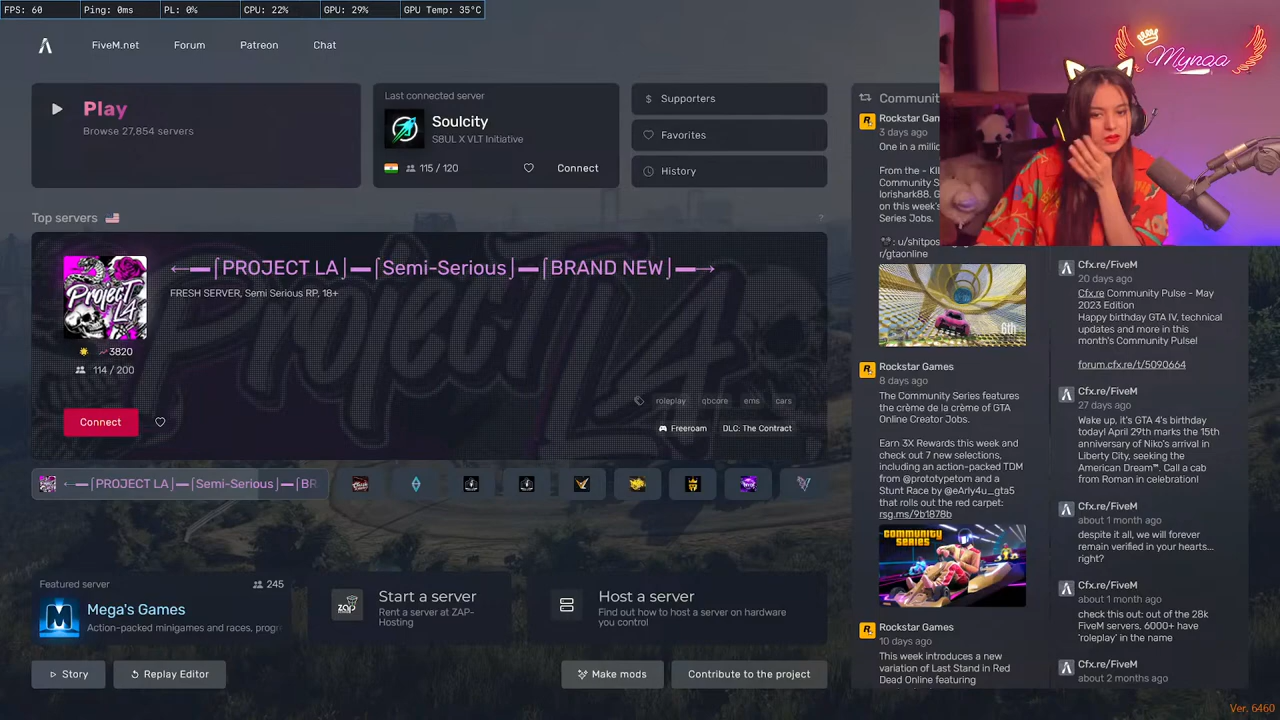 FPS: 60 Ping: 0ms PL: 0% CPU: 22% GPU: 29% GPU Temp: 35°C
FiveM.net Forum Patreon Chat
Play
Browse 27,854 servers
Last connected server
Soulcity
S8UL X VLT Initiative
115 / 120
Connect
$ Supporters
Favorites
History
Top servers
?
←—⌈PROJECT LA⌋—⌈Semi-Serious⌋—⌈BRAND NEW⌋—→
FRESH SERVER, Semi Serious RP, 18+
Project
3820
114 / 200
Connect
roleplay qbcore ems cars
Freeroam DLC: The Contract
←—⌈PROJECT LA⌋—⌈Semi-Serious⌋—⌈BR
Featured server
245
Mega's Games
Action-packed minigames and races, progr
ZAP
Start a server
Rent a server at ZAP-
Hosting
Host a server
Find out how to host a server on hardware
you control
Story
Replay Editor
Make mods
Contribute to the project
Community
Rockstar Gam
3 days ago
One in a millio
From the - KII
Community S
lorishark88. G
on this week's
Series Jobs.
: u/shitpos
r/gtaonline
6th
Rockstar Games
8 days ago
The Community Series features
the crème de la crème of GTA
Online Creator Jobs.
Earn 3X Rewards this week and
check out 7 new selections,
including an action-packed TDM
from @prototypetom and a
Stunt Race by @eArly4u_gta5
that rolls out the red carpet:
rsg.ms/9b1878b
COMMUNITY
SERIES
Rockstar Games
10 days ago
This week introduces a new
variation of Last Stand in Red
Dead Online featuring
Cfx.re/FiveM
20 days ago
Cfx.re Community Pulse - May
2023 Edition
Happy birthday GTA IV, technical
updates and more in this
month's Community Pulse!
forum.cfx.re/t/5090664
Cfx.re/FiveM
27 days ago
Wake up, it's GTA 4's birthday
today! April 29th marks the 15th
anniversary of Niko's arrival in
Liberty City, seeking the
American Dream™. Call a cab
from Roman in celebration!
Cfx.re/FiveM
about 1 month ago
despite it all, we will forever
remain verified in your hearts...
right?
Cfx.re/FiveM
about 1 month ago
check this out: out of the 28k
FiveM servers, 6000+ have
'roleplay' in the name
Cfx.re/FiveM
about 2 months ago
Mynaa
Ver. 6460